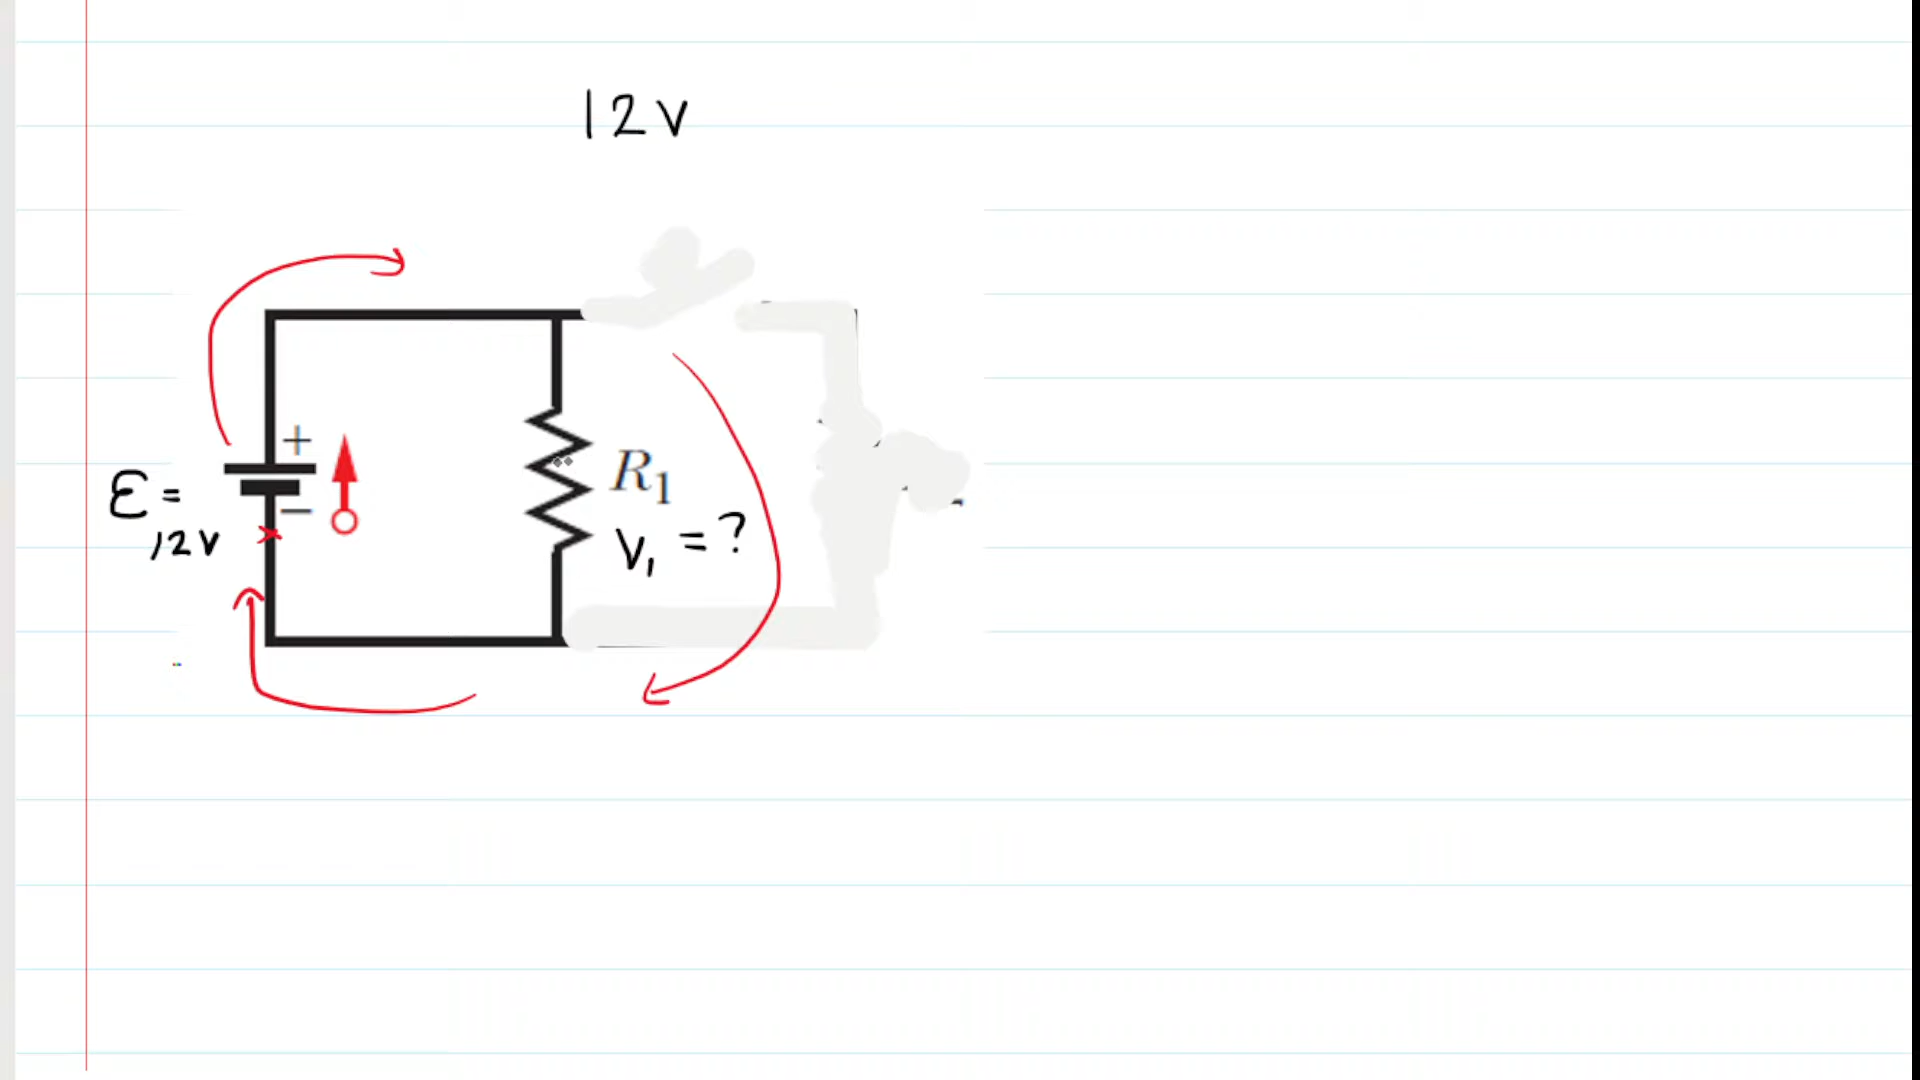 12V
+
ε =
12V
−
R₁
V₁ = ?